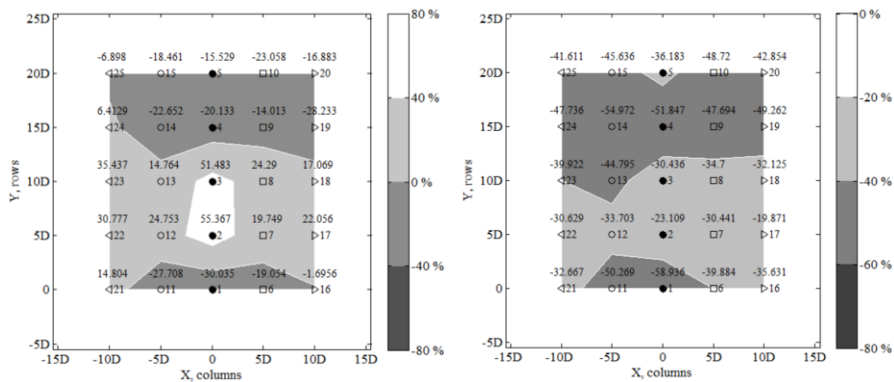 25D
80 %
-6.898 -18.461 -15.529 -23.058 -16.883
20D
25 15 5 10 20
6.4129 -22.652 -20.133 -14.013 -28.233
40 %
15D
24 14 4 9 19
35.437 14.764 51.483 24.29 17.069
10D
23 13 3 8 18
0 %
30.777 24.753 55.367 19.749 22.056
5D
22 12 2 7 17
-40 %
14.804 -27.708 -30.035 -19.054 -1.6956
0
21 11 1 6 16
-5D
-80 %
-15D -10D -5D 0 5D 10D 15D
X, columns
Y, rows
25D
0 %
-41.611 -45.636 -36.183 -48.72 -42.854
20D
25 15 5 10 20
-20 %
-47.736 -54.972 -51.847 -47.694 -49.262
15D
24 14 4 9 19
-39.922 -44.795 -30.436 -34.7 -32.125
10D
23 13 3 8 18
-40 %
-30.629 -33.703 -23.109 -30.441 -19.871
5D
22 12 2 7 17
-60 %
-32.667 -50.269 -58.936 -39.884 -35.631
0
21 11 1 6 16
-5D
-80 %
-15D -10D -5D 0 5D 10D 15D
X, columns
Y, rows